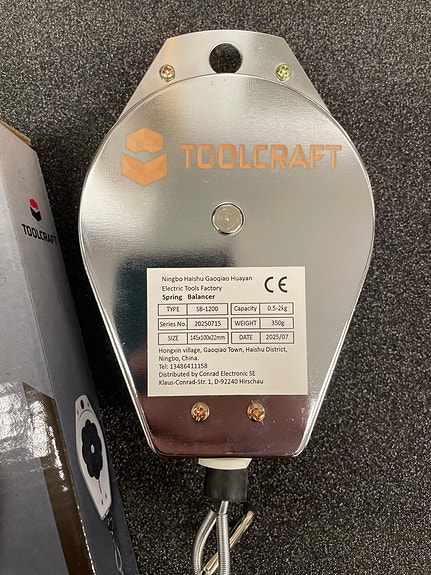 TOOLCRAFT
TOOLCRAFT
Ningbo Haishu Gaoqiao Huayan
Electric Tools Factory
CE
Spring Balancer
TYPE SB-1200 Capacity 0.5-2kg
Series No. 20250715 WEIGHT 350g
SIZE 145x100x22mm DATE 2025/07
Hongxin village, Gaoqiao Town, Haishu District,
Ningbo, China.
Tel: 13486411158
Distributed by Conrad Electronic SE
Klaus-Conrad-Str. 1, D-92240 Hirschau